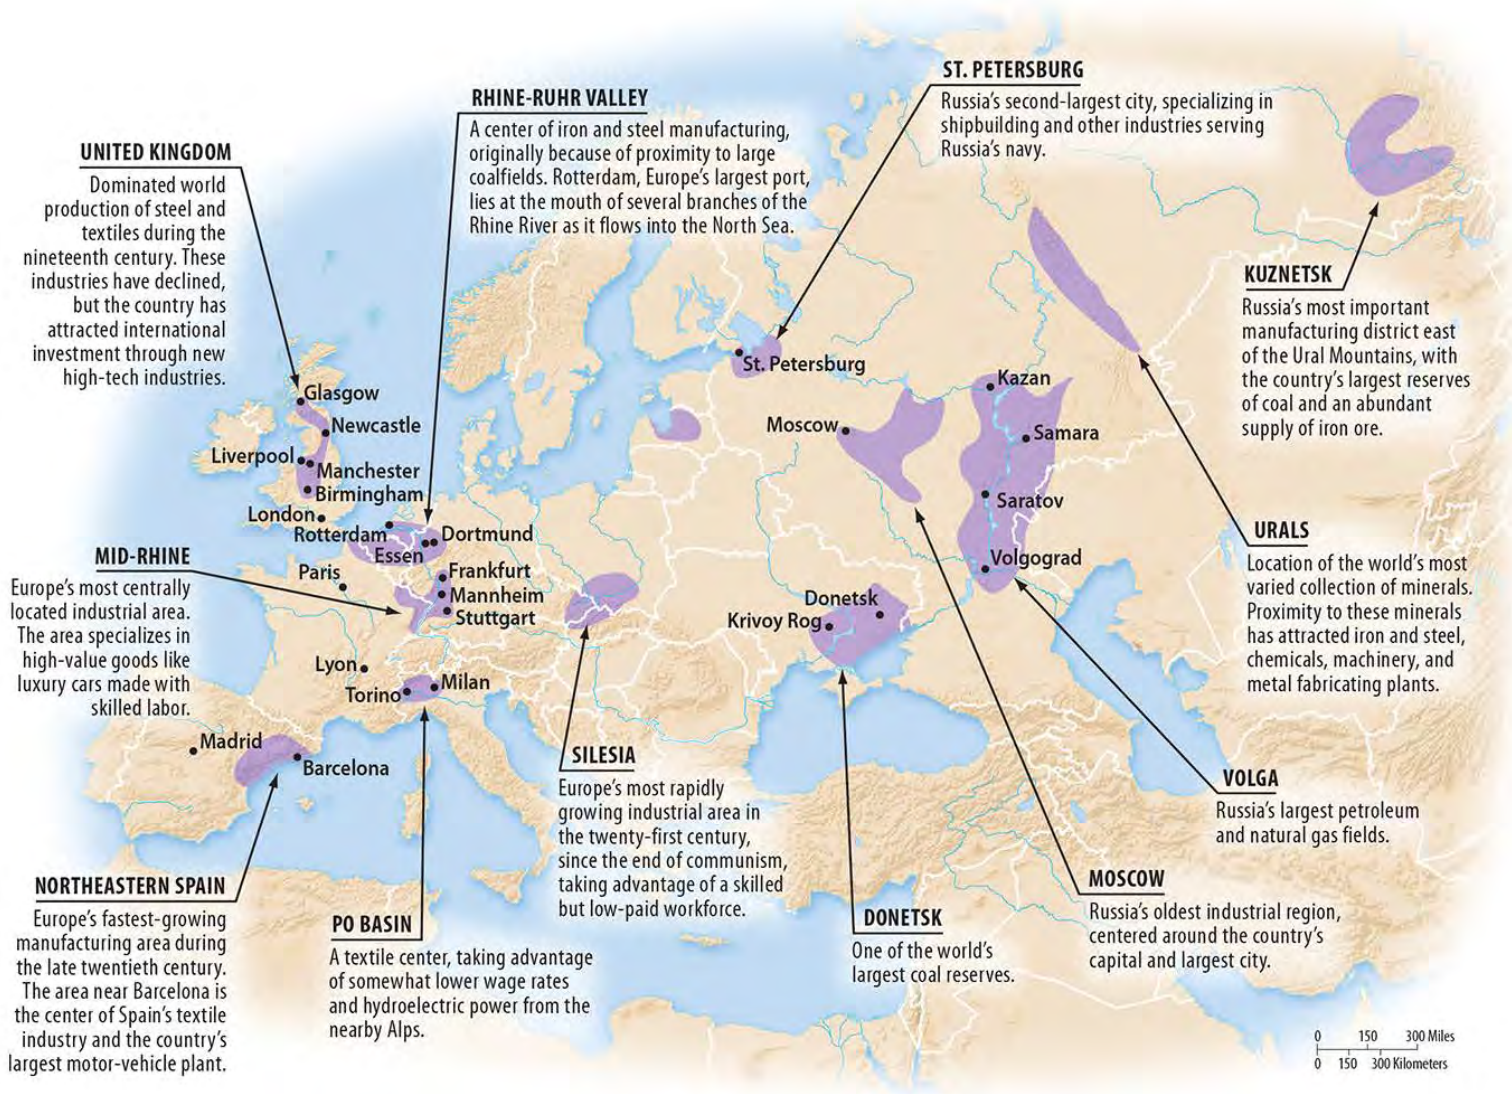 ST. PETERSBURG
Russia's second-largest city, specializing in
shipbuilding and other industries serving
Russia's navy.
RHINE-RUHR VALLEY
A center of iron and steel manufacturing,
originally because of proximity to large
coalfields. Rotterdam, Europe's largest port,
lies at the mouth of several branches of the
Rhine River as it flows into the North Sea.
UNITED KINGDOM
Dominated world
production of steel and
textiles during the
nineteenth century. These
industries have declined,
but the country has
attracted international
investment through new
high-tech industries.
KUZNETSK
Russia's most important
manufacturing district east
of the Ural Mountains, with
the country's largest reserves
of coal and an abundant
supply of iron ore.
St. Petersburg
Kazan
Glasgow
Newcastle
Moscow
Samara
Liverpool
Manchester
Birmingham
Saratov
London
Rotterdam
Dortmund
Essen
Volgograd
URALS
Location of the world's most
varied collection of minerals.
Proximity to these minerals
has attracted iron and steel,
chemicals, machinery, and
metal fabricating plants.
MID-RHINE
Europe's most centrally
located industrial area.
The area specializes in
high-value goods like
luxury cars made with
skilled labor.
Paris
Frankfurt
Mannheim
Stuttgart
Donetsk
Krivoy Rog
Lyon
Milan
Torino
Madrid
Barcelona
SILESIA
Europe's most rapidly
growing industrial area in
the twenty-first century,
since the end of communism,
taking advantage of a skilled
but low-paid workforce.
VOLGA
Russia's largest petroleum
and natural gas fields.
NORTHEASTERN SPAIN
Europe's fastest-growing
manufacturing area during
the late twentieth century.
The area near Barcelona is
the center of Spain's textile
industry and the country's
largest motor-vehicle plant.
PO BASIN
A textile center, taking advantage
of somewhat lower wage rates
and hydroelectric power from the
nearby Alps.
DONETSK
One of the world's
largest coal reserves.
MOSCOW
Russia's oldest industrial region,
centered around the country's
capital and largest city.
0 150 300 Miles
0 150 300 Kilometers